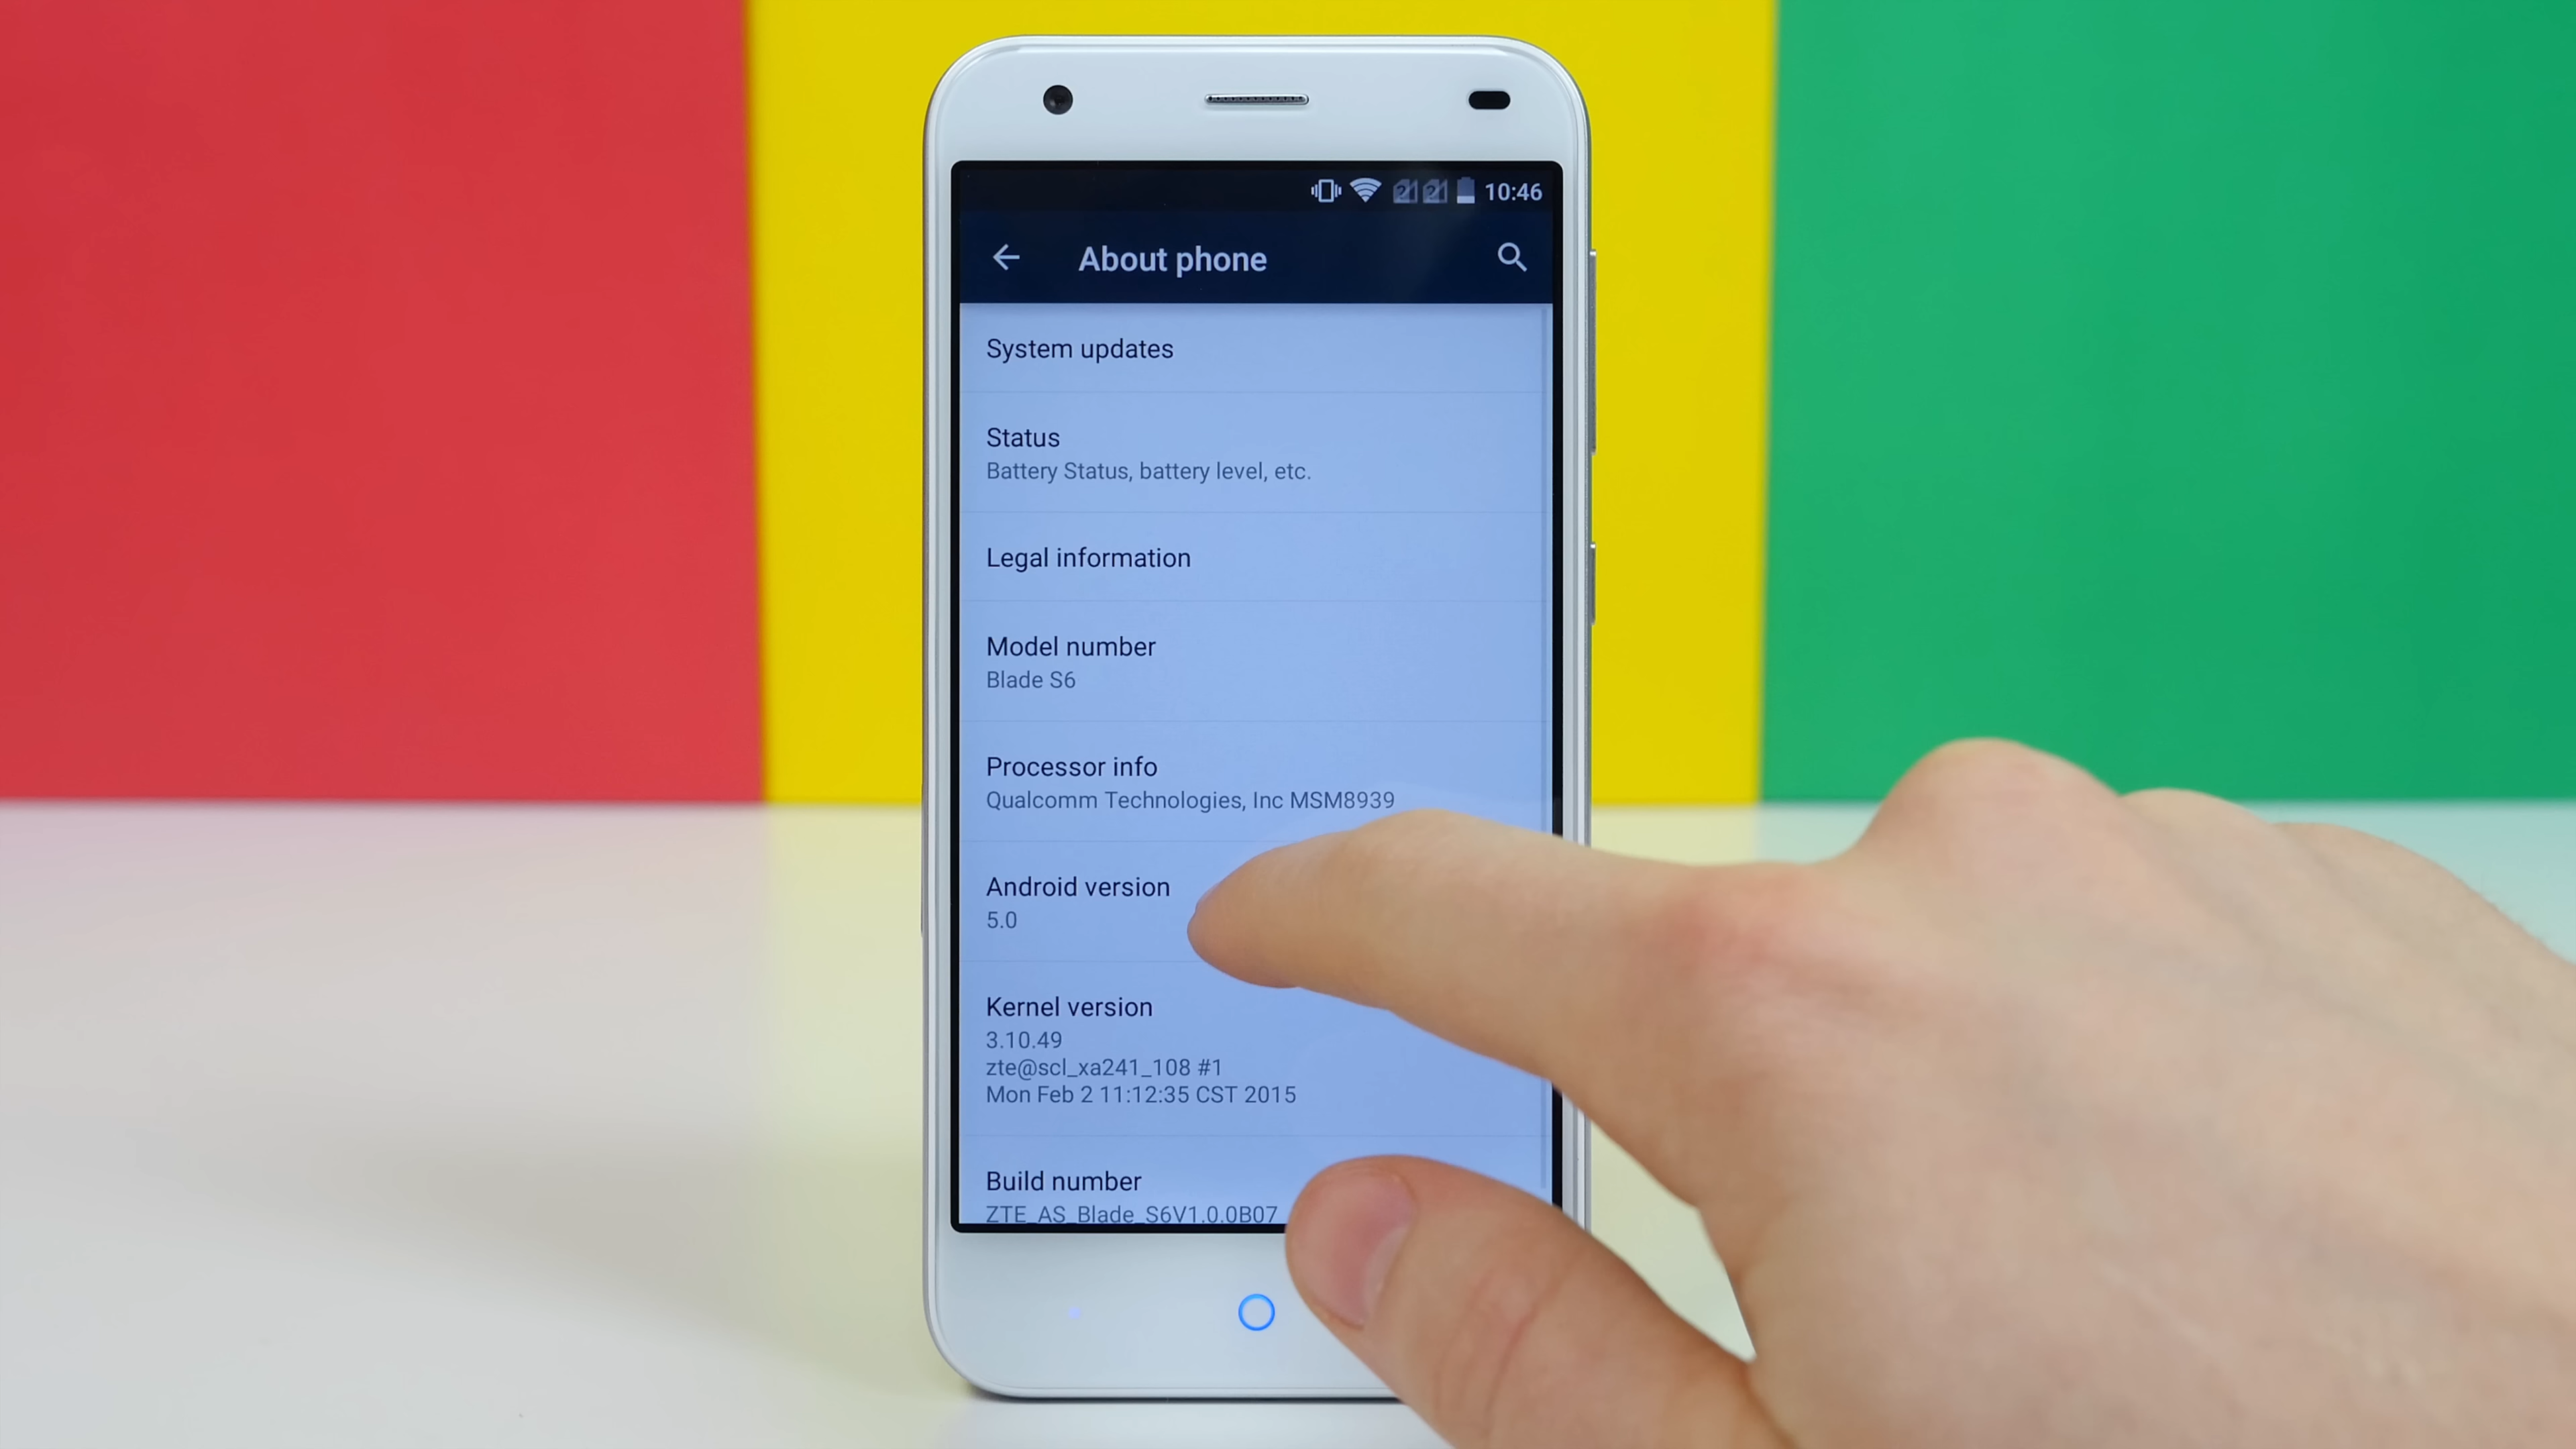 10:46
About phone
System updates
Status
Battery Status, battery level, etc.
Legal information
Model number
Blade S6
Processor info
Qualcomm Technologies, Inc MSM8939
Android version
5.0
Kernel version
3.10.49
zte@scl_xa241_108 #1
Mon Feb 2 11:12:35 CST 2015
Build number
ZTE_AS_Blade_S6V1.0.0B07